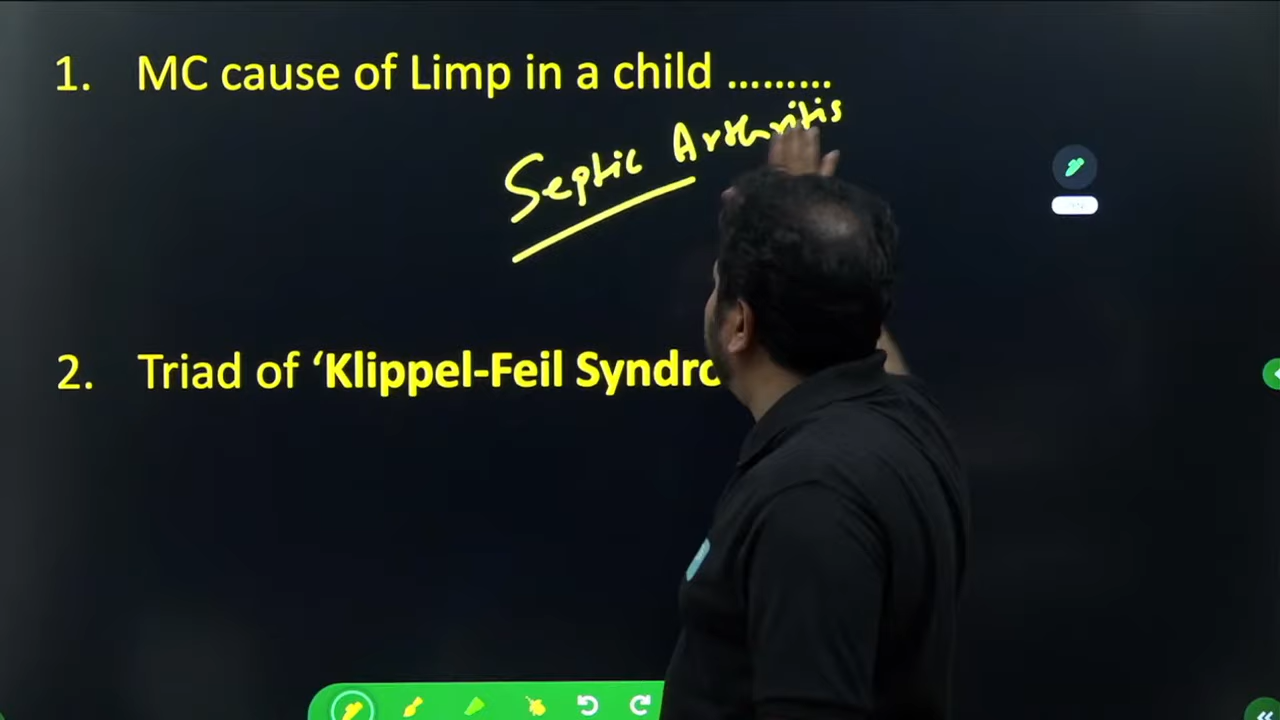 1. MC cause of Limp in a child .........
Septic Arthritis
2. Triad of ‘Klippel-Feil Syndro